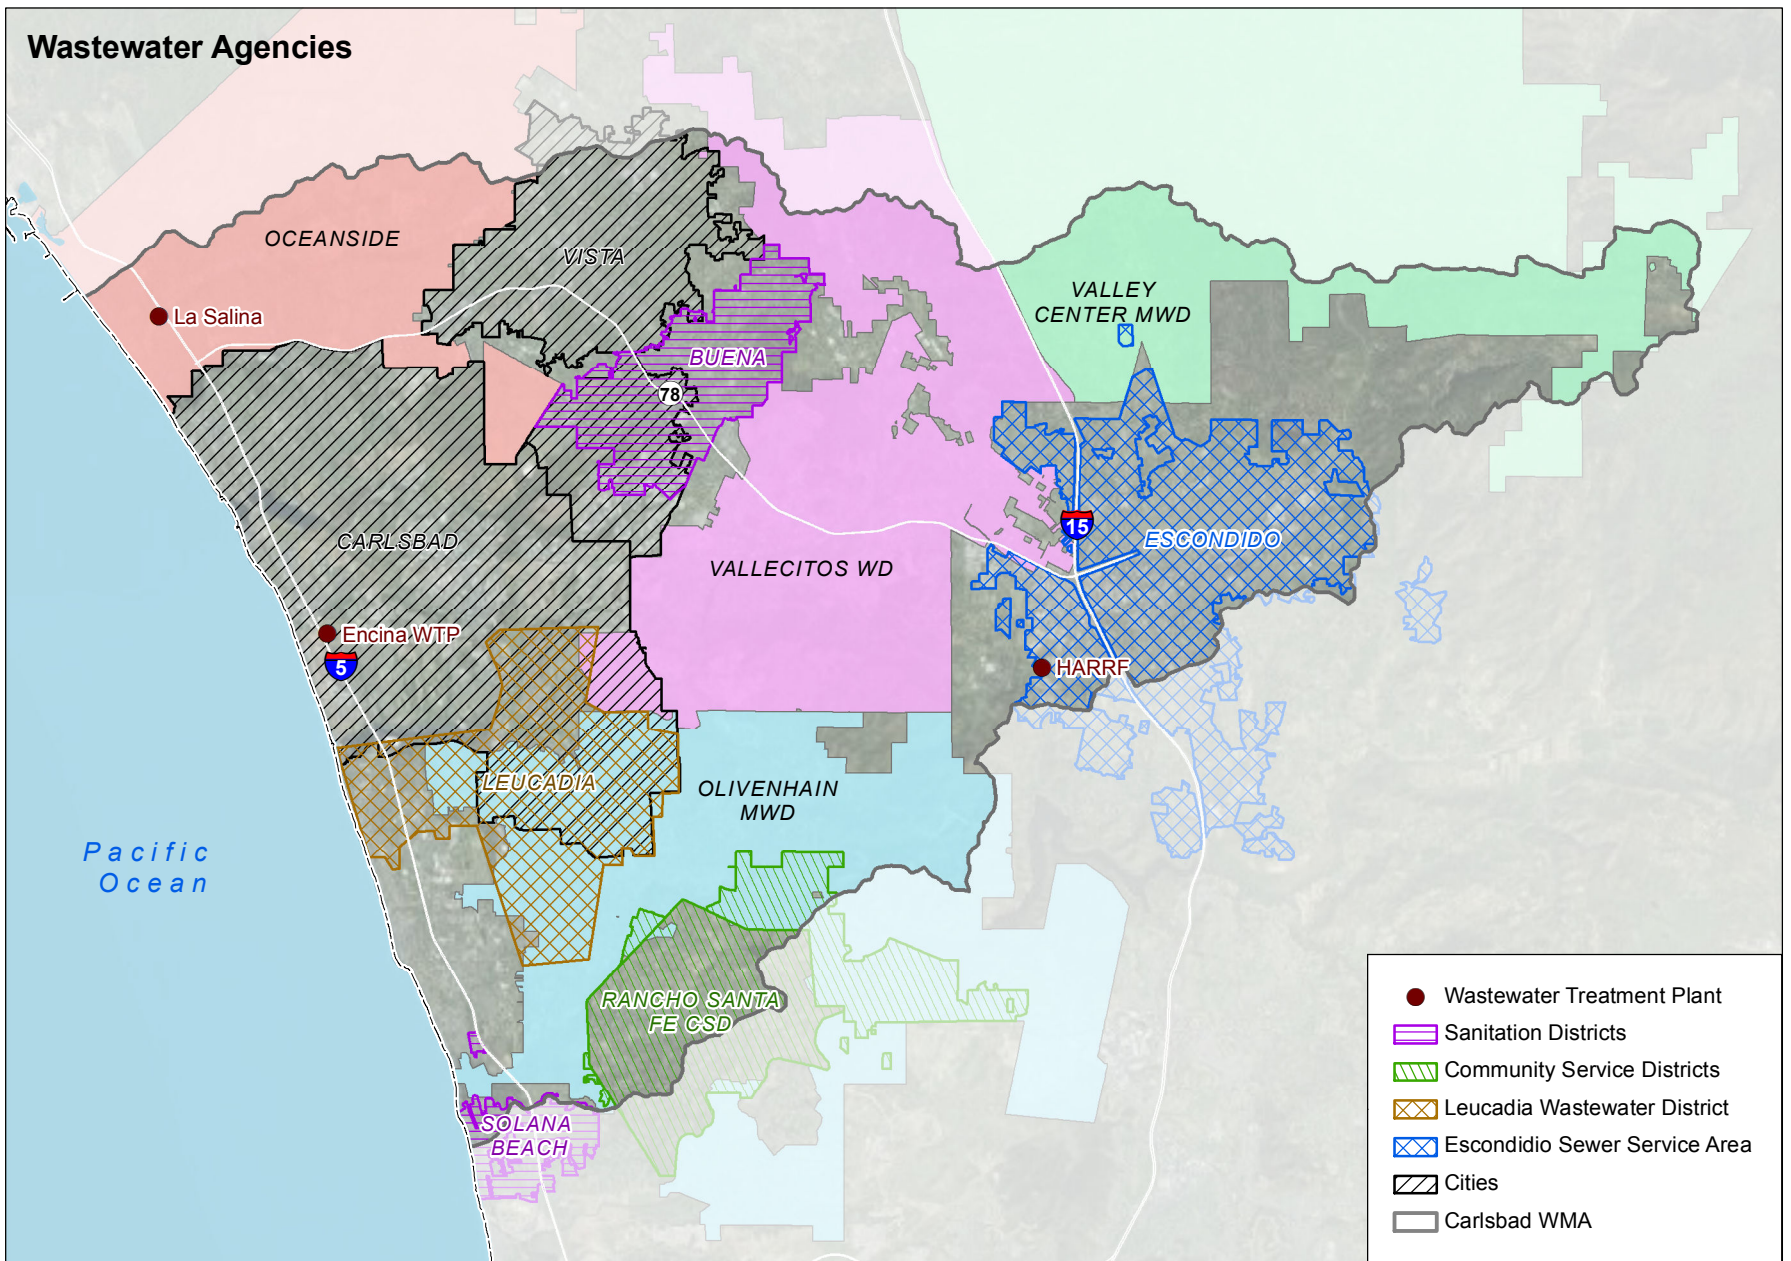 Wastewater Agencies
OCEANSIDE
VISTA
La Salina
VALLEY
CENTER MWD
BUENA
78
15
CARLSBAD
ESCONDIDO
VALLECITOS WD
Encina WTP
5
HARRF
LEUCADIA
OLIVENHAIN
MWD
Pacific
Ocean
RANCHO SANTA
FE CSD
SOLANA
BEACH
Wastewater Treatment Plant
Sanitation Districts
Community Service Districts
Leucadia Wastewater District
Escondidio Sewer Service Area
Cities
Carlsbad WMA